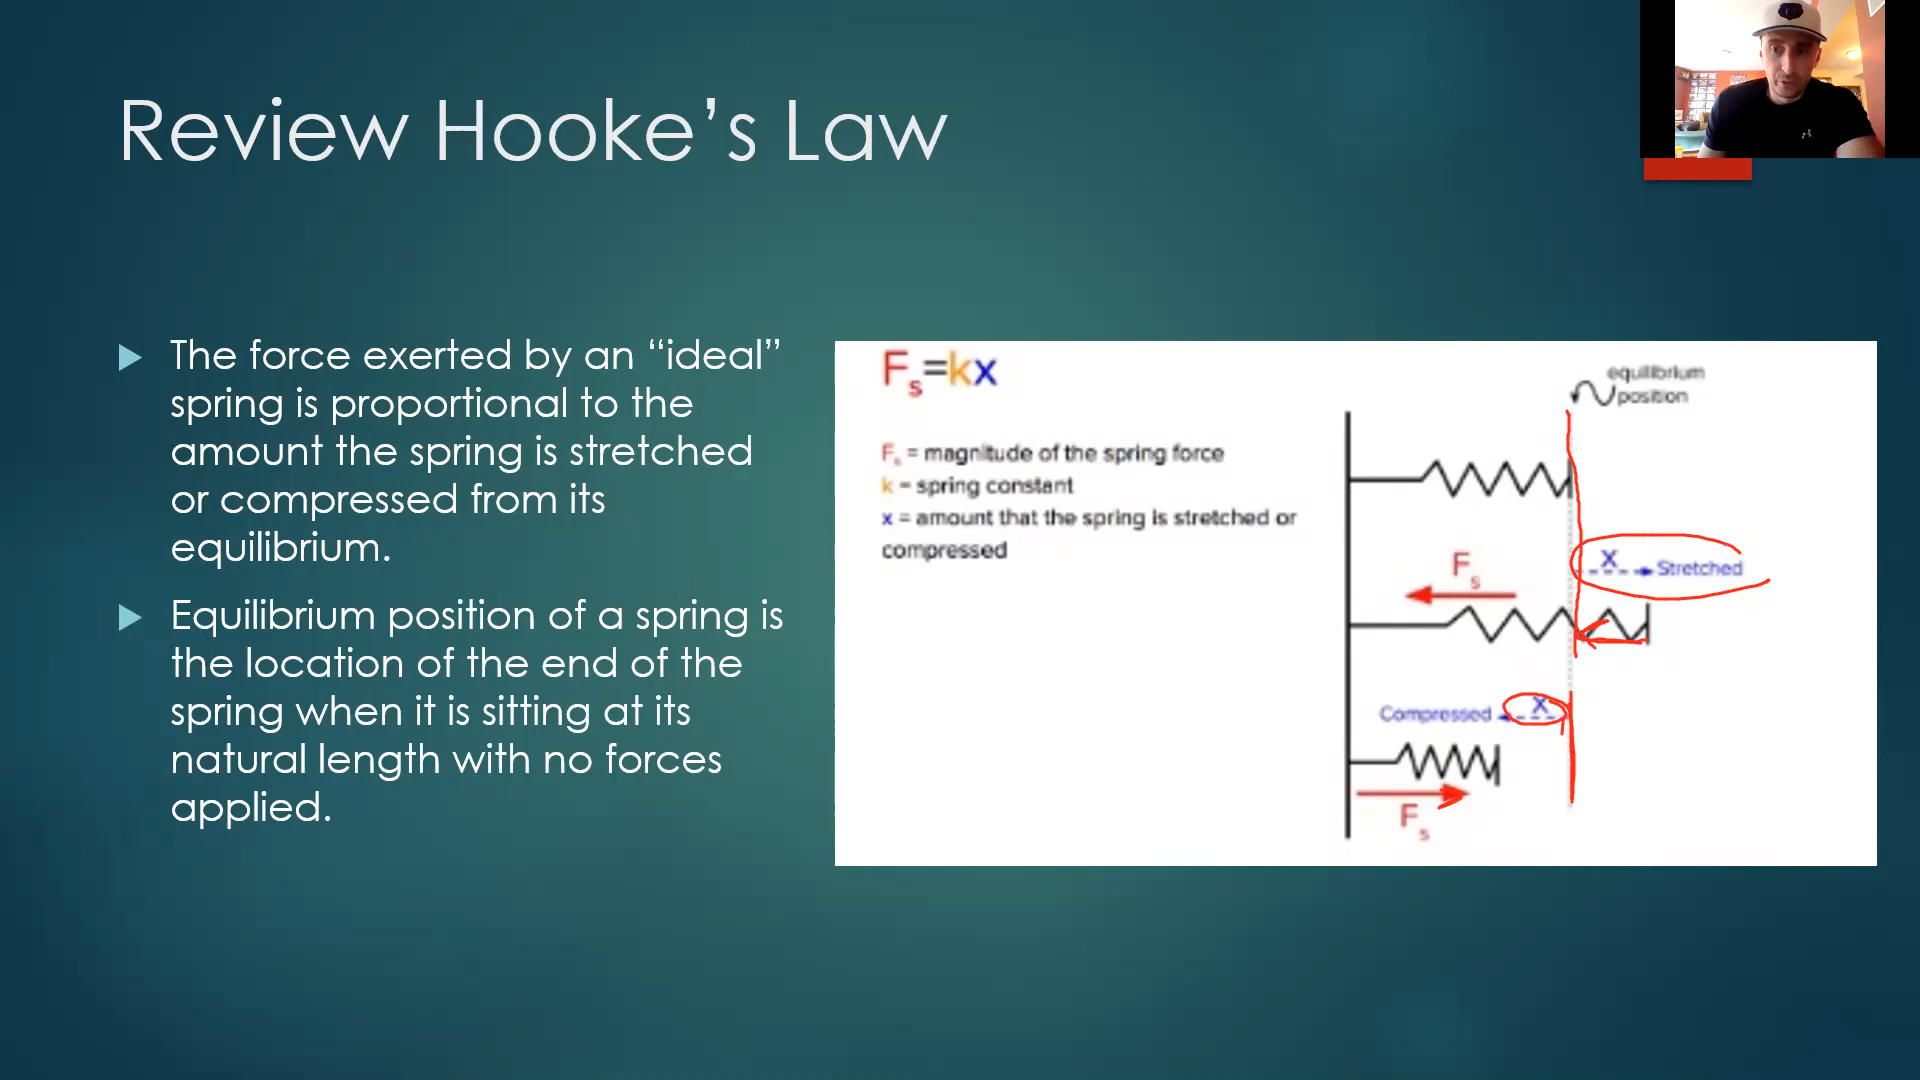 Review Hooke’s Law
The force exerted by an “ideal”
spring is proportional to the
amount the spring is stretched
or compressed from its
equilibrium.
Equilibrium position of a spring is
the location of the end of the
spring when it is sitting at its
natural length with no forces
applied.
Fs=kx
Fs = magnitude of the spring force
k = spring constant
x = amount that the spring is stretched or
compressed
equilibrium
position
x
Stretched
Fs
x
Compressed
Fs